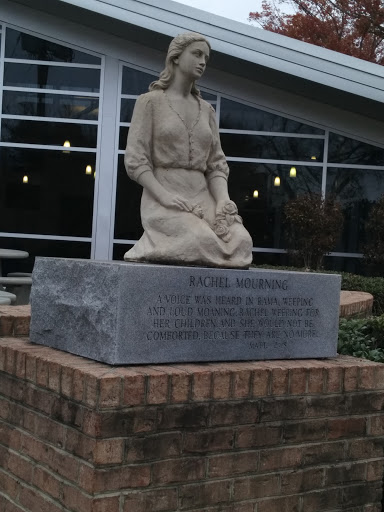 RACHEL MOURNING
A VOICE WAS HEARD IN RAMA, WEEPING
AND LOUD MOANING, RACHEL WEEPING FOR
HER CHILDREN AND SHE WOULD NOT BE
COMFORTED, BECAUSE THEY ARE NO MORE.